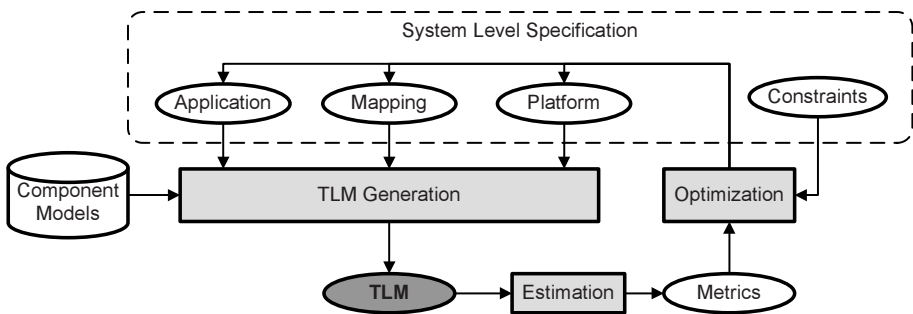 System Level Specification
Application
Mapping
Platform
Constraints
Component
Models
TLM Generation
Optimization
TLM
Estimation
Metrics